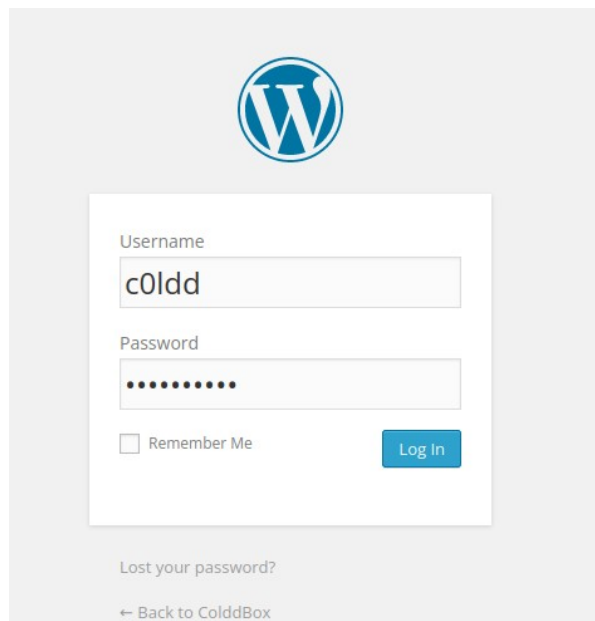 Username
c0ldd
Password
••••••••••
Remember Me
Log In
Lost your password?
← Back to ColddBox